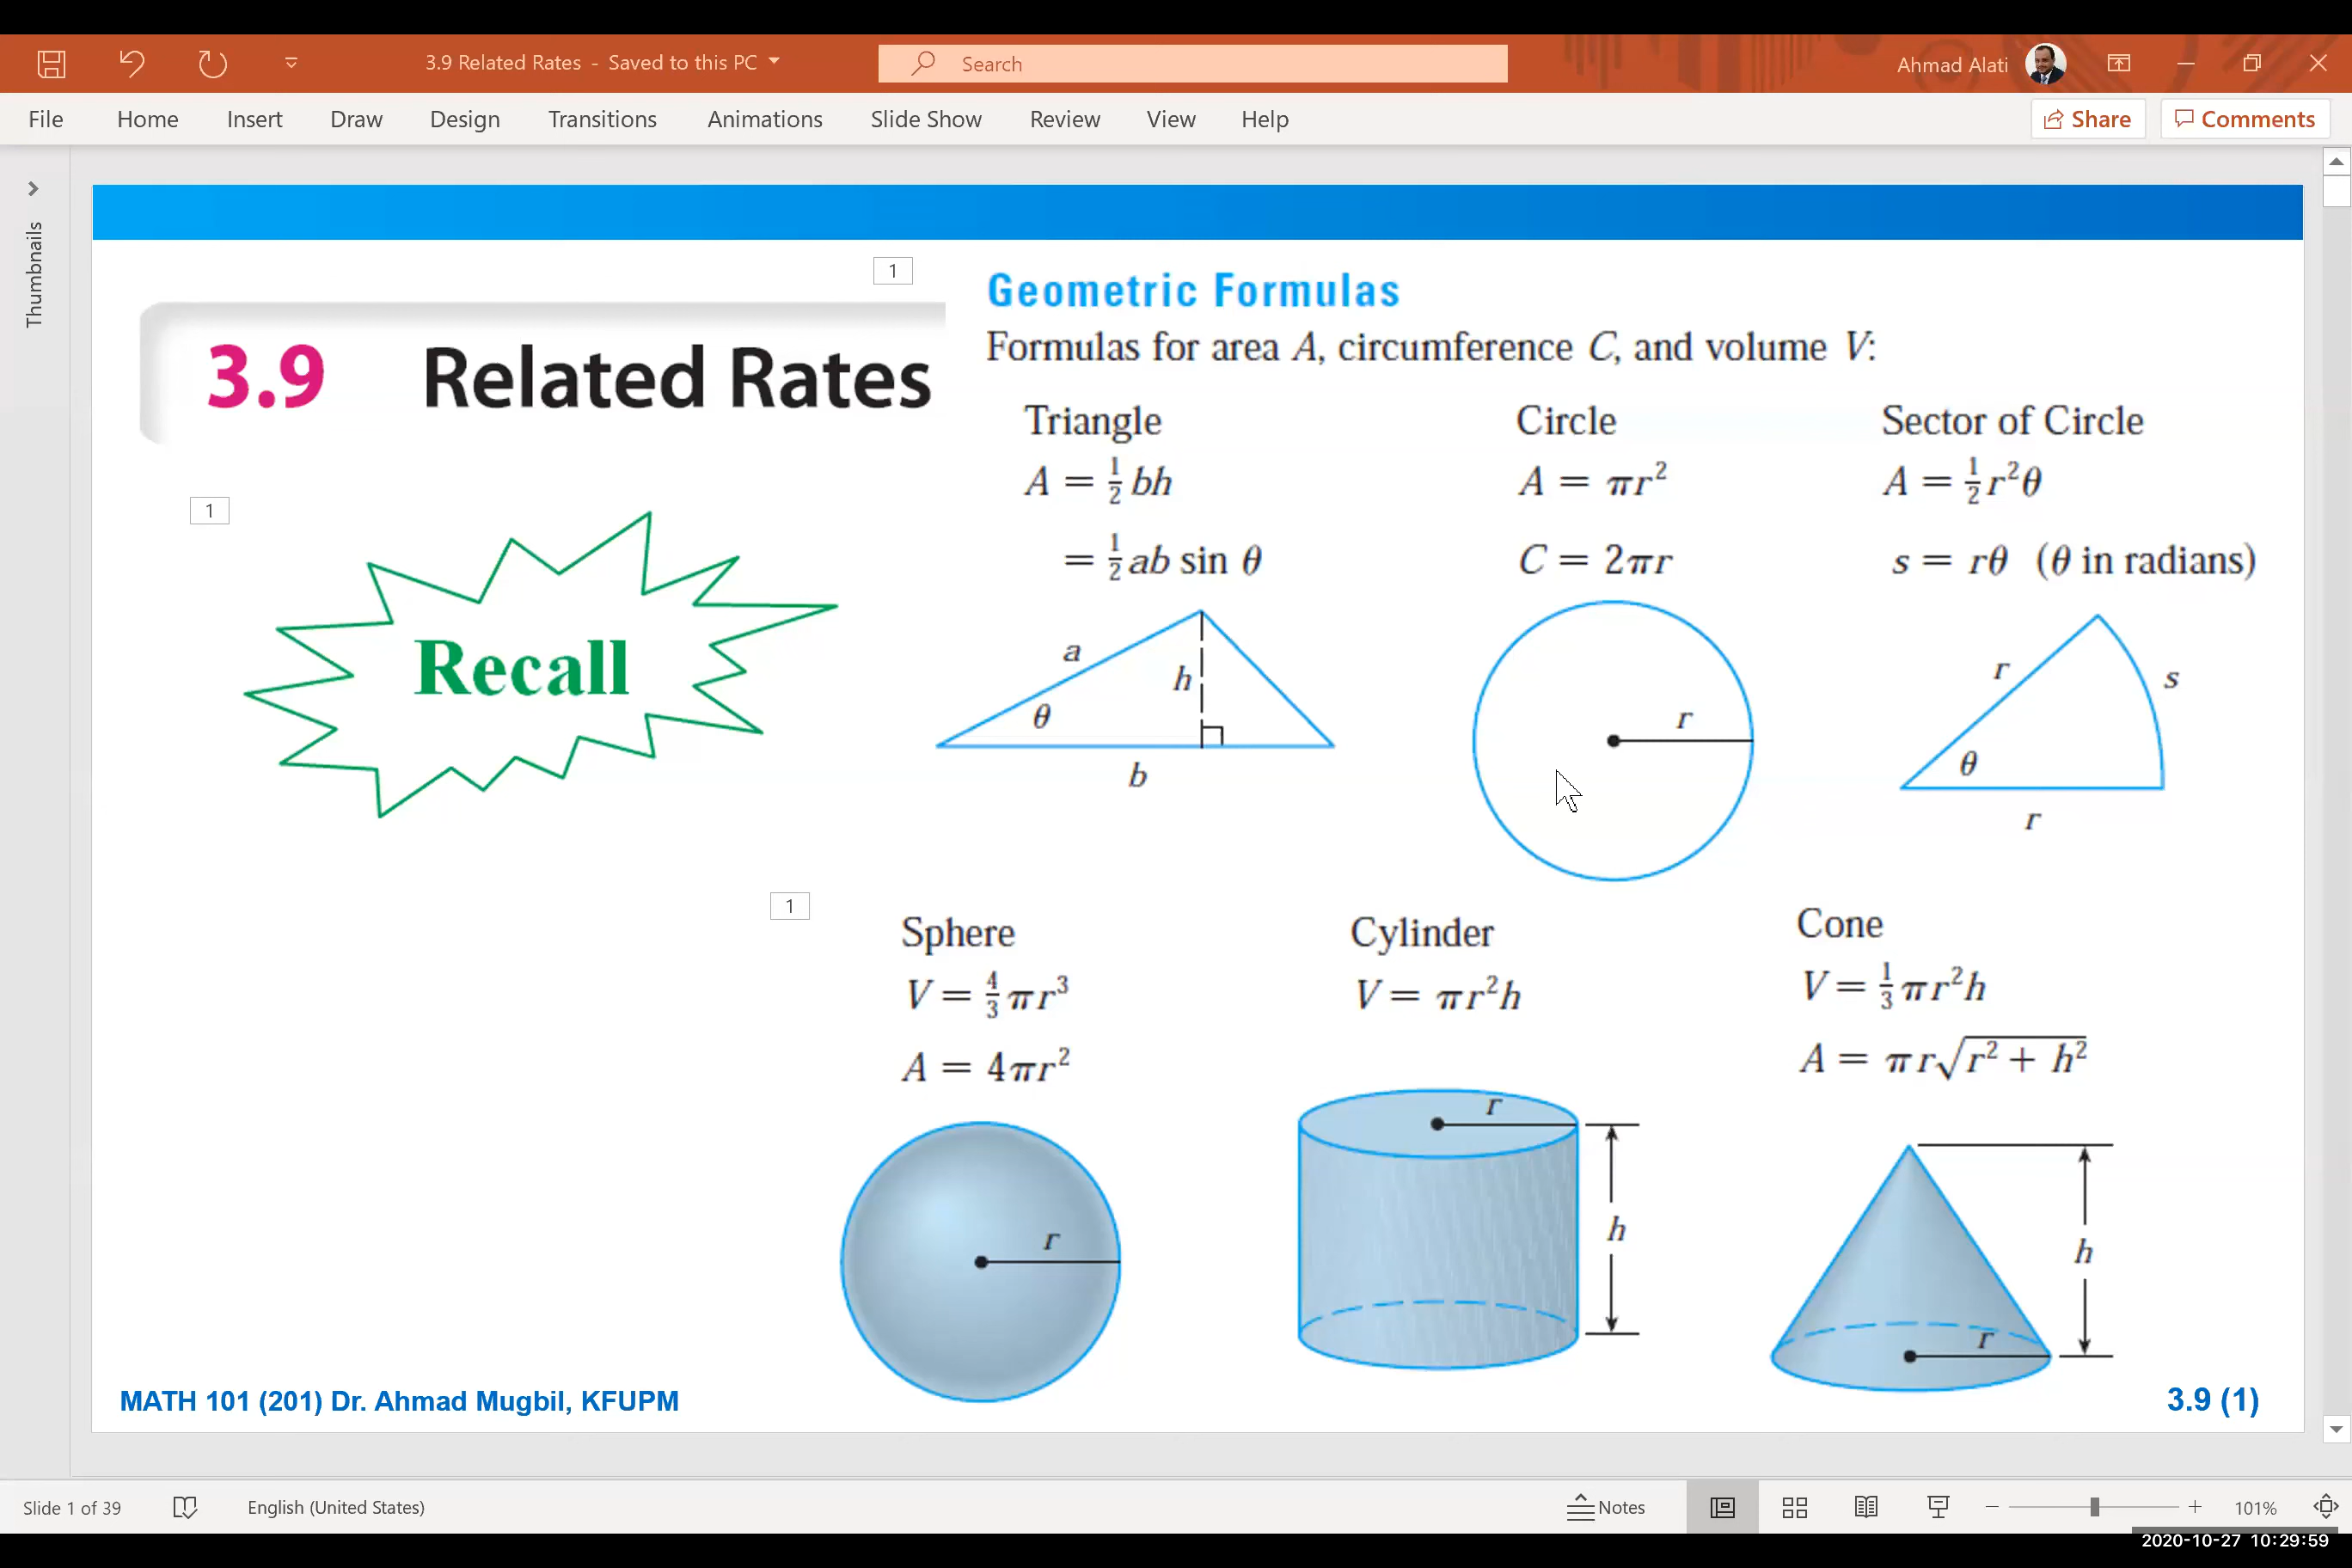 3.9 Related Rates - Saved to this PC
Search
Ahmad Alati
File Home Insert Draw Design Transitions Animations Slide Show Review View Help
Share
Comments
Thumbnails
1
3.9 Related Rates
1
Recall
Geometric Formulas
Formulas for area A, circumference C, and volume V:
Triangle
A = ½ bh
= ½ ab sin θ
a
h
θ
b
Circle
A = πr²
C = 2πr
r
Sector of Circle
A = ½ r²θ
s = rθ (θ in radians)
r
s
θ
r
1
Sphere
V = 4/3 πr³
A = 4πr²
r
Cylinder
V = πr²h
r
h
Cone
V = 1/3 πr²h
A = πr√(r² + h²)
h
r
MATH 101 (201) Dr. Ahmad Mugbil, KFUPM
3.9 (1)
Slide 1 of 39
English (United States)
Notes
101%
2020-10-27 10:29:59